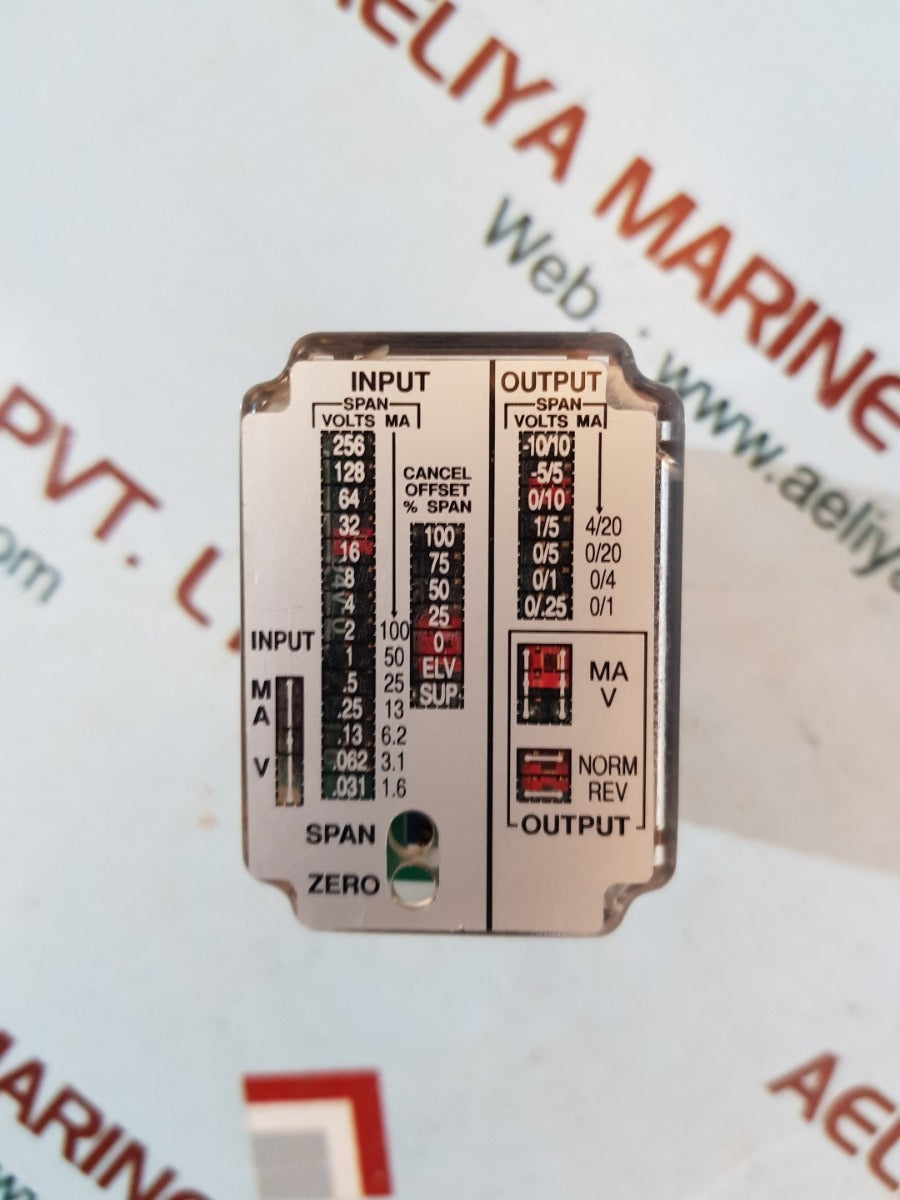 AELIYA MARINE
Web. : www.aeliya
PVT. L
om
INPUT
SPAN
VOLTS MA
256
128
64
32
16
8
4
2 100
1 50
.5 25
.25 13
.13 6.2
.062 3.1
.031 1.6
CANCEL
OFFSET
% SPAN
100
75
50
25
0
ELV
SUP
INPUT
M
A
V
SPAN
ZERO
OUTPUT
SPAN
VOLTS MA
-10/10
-5/5
0/10
1/5 4/20
0/5 0/20
0/1 0/4
0/.25 0/1
MA
V
NORM
REV
OUTPUT
MARIN
AEL